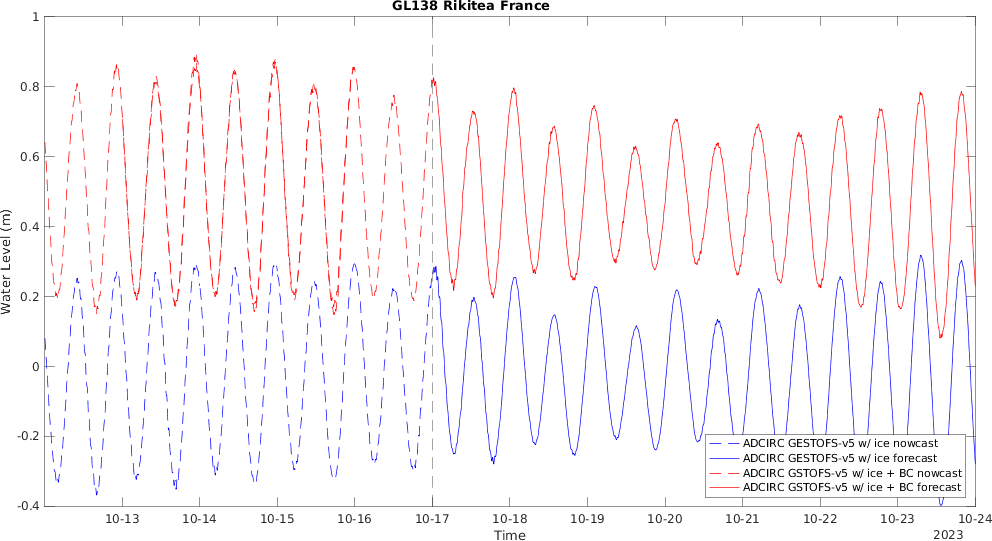 GL138 Rikitea France
Water Level (m)
1
0.8
0.6
0.4
0.2
0
-0.2
-0.4
ADCIRC GESTOFS-v5 w/ ice nowcast
ADCIRC GESTOFS-v5 w/ ice forecast
ADCIRC GSTOFS-v5 w/ ice + BC nowcast
ADCIRC GSTOFS-v5 w/ ice + BC forecast
10-13 10-14 10-15 10-16 10-17 10-18 10-19 10-20 10-21 10-22 10-23 10-24
Time
2023